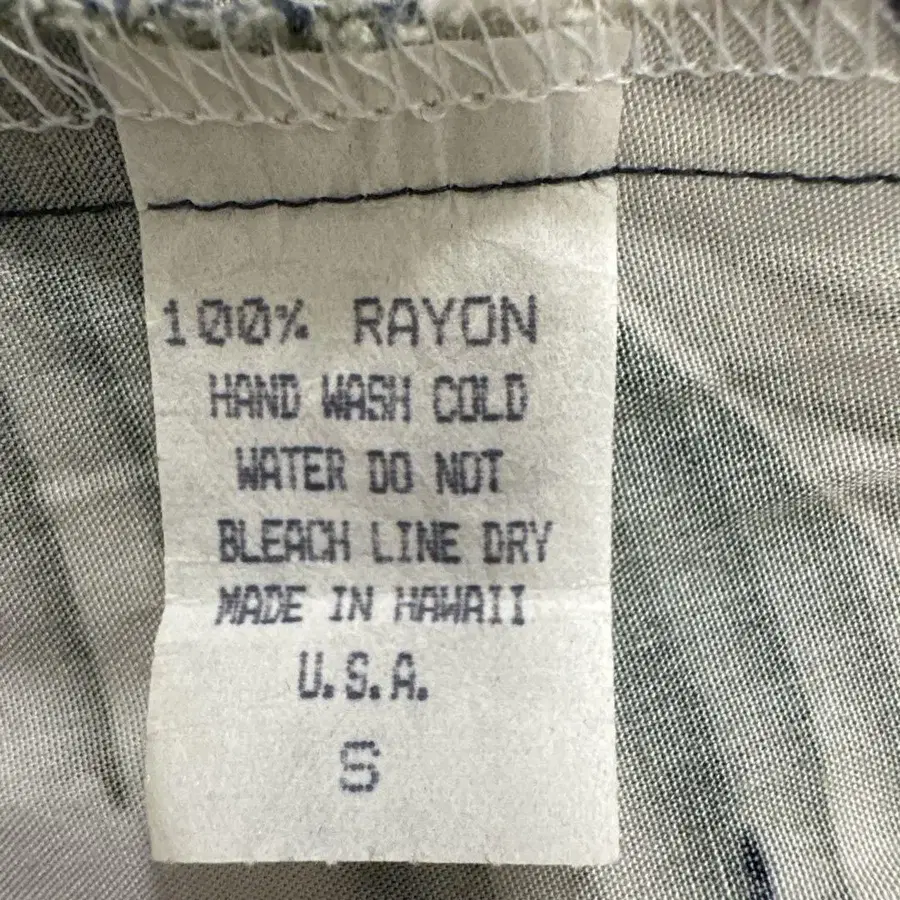 100% RAYON
HAND WASH COLD
WATER DO NOT
BLEACH LINE DRY
MADE IN HAWAII
U.S.A.
S